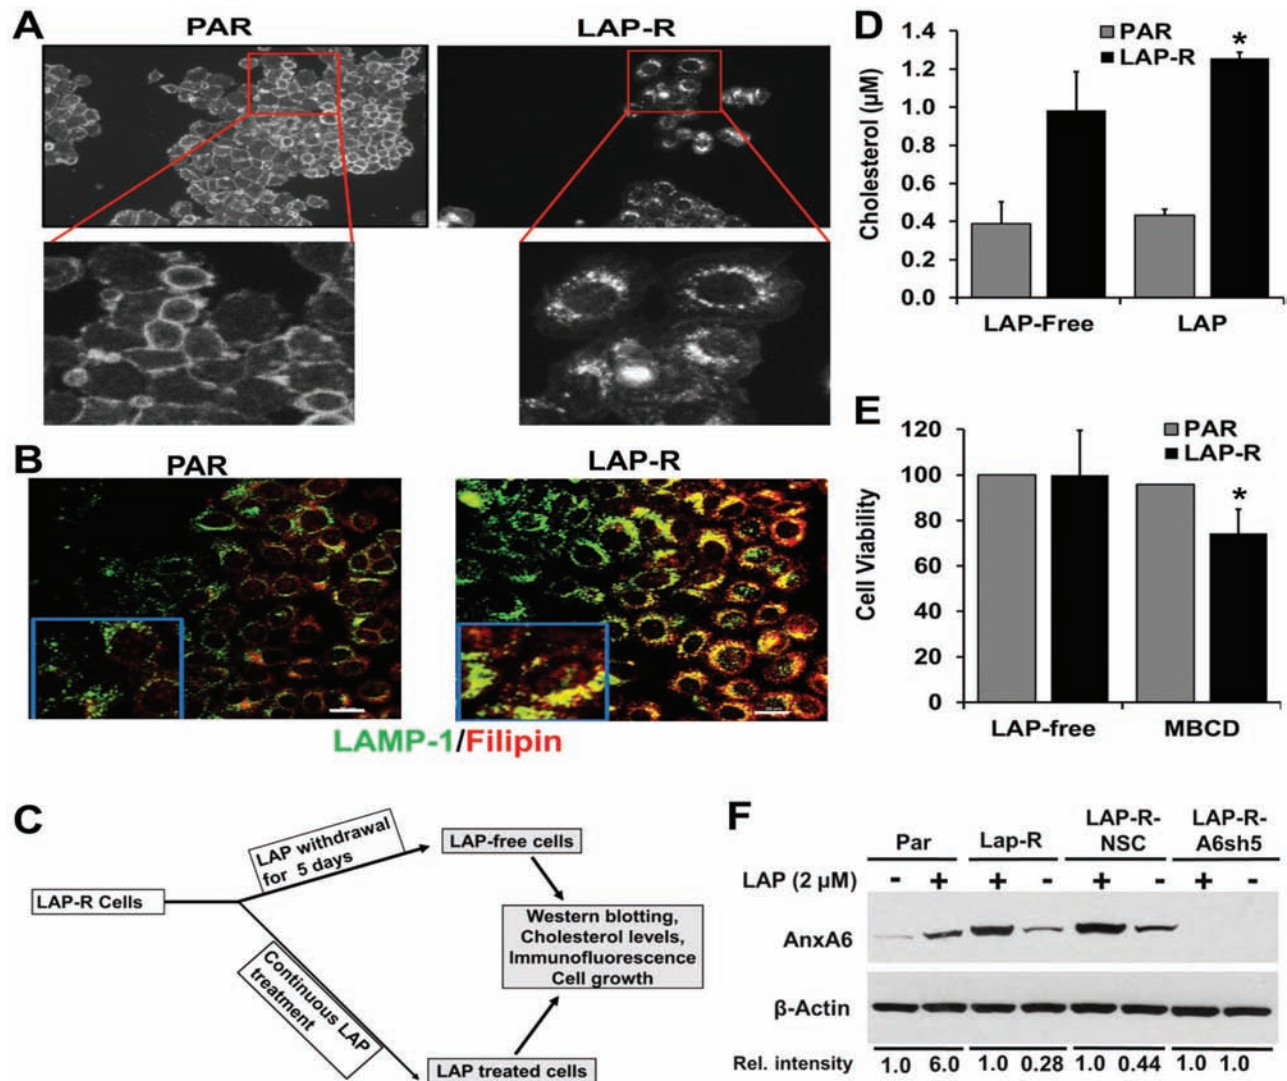 A
PAR
LAP-R
B
PAR
LAP-R
LAMP-1/Filipin
C
LAP-R Cells
LAP withdrawal
for 5 days
Continuous LAP
treatment
LAP-free cells
Western blotting,
Cholesterol levels,
Immunofluorescence
Cell growth
LAP treated cells
D
Cholesterol (µM)
1.4
1.2
1.0
0.8
0.6
0.4
0.2
0.0
PAR
LAP-R
*
LAP-Free
LAP
E
Cell Viability
120
100
80
60
40
20
0
PAR
LAP-R
*
LAP-free
MBCD
F
Par
Lap-R
LAP-R-
NSC
LAP-R-
A6sh5
LAP (2 µM) - + + - + - + -
AnxA6
β-Actin
Rel. intensity 1.0 6.0 1.0 0.28 1.0 0.44 1.0 1.0